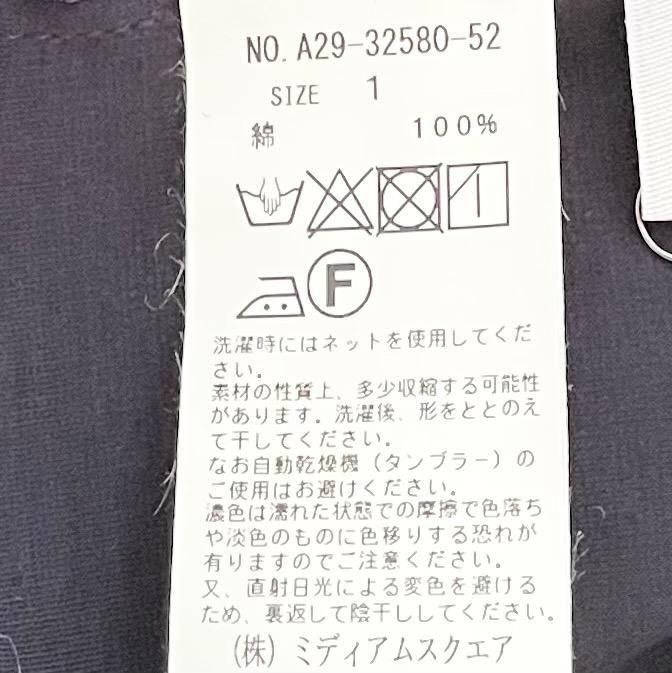 NO. A29-32580-52
SIZE 1
綿 100%
F
洗濯時にはネットを使用してくだ
さい。
素材の性質上、多少収縮する可能性
があります。洗濯後、形をととのえ
て干してください。
なお自動乾燥機（タンブラー）の
ご使用はお避けください。
濃色は濡れた状態での摩擦で色落ち
や淡色のものに色移りする恐れが
有りますのでご注意ください。
又、直射日光による変色を避ける
ため、裏返して陰干ししてください。
（株）ミディアムスクエア